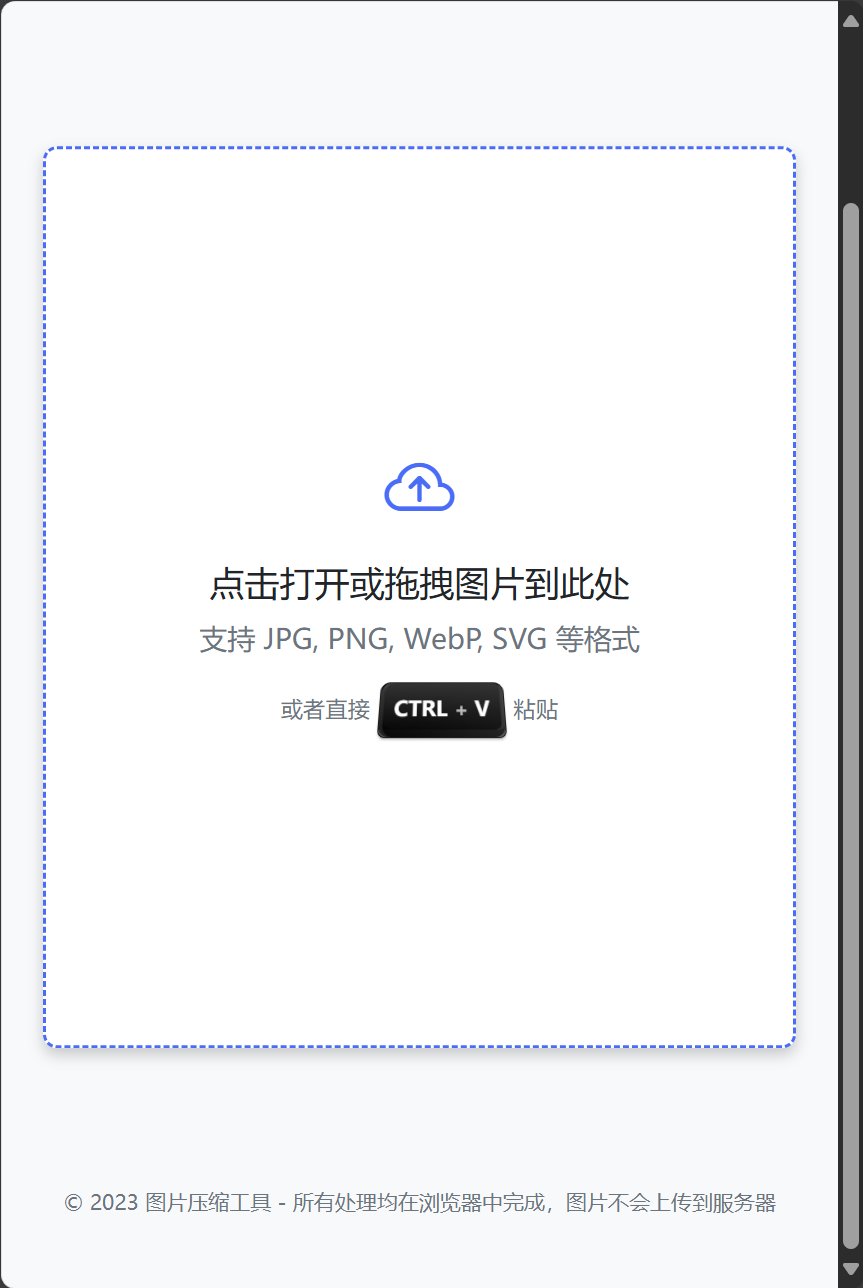 点击打开或拖拽图片到此处
支持 JPG, PNG, WebP, SVG 等格式
或者直接 CTRL + V 粘贴
© 2023 图片压缩工具 - 所有处理均在浏览器中完成，图片不会上传到服务器